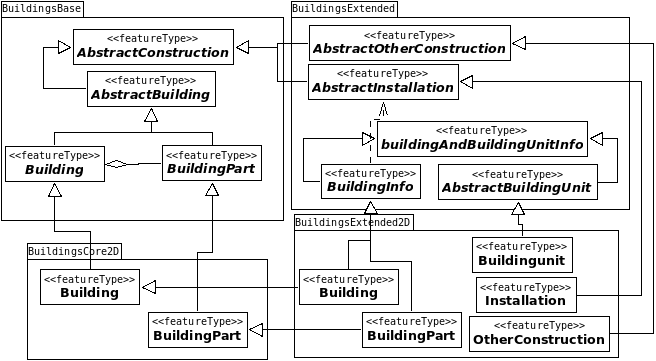 BuildingsBase
<<featureType>>
AbstractConstruction
<<featureType>>
AbstractBuilding
<<featureType>>
Building
<<featureType>>
BuildingPart
BuildingsExtended
<<featureType>>
AbstractOtherConstruction
<<featureType>>
AbstractInstallation
<<featureType>>
buildingAndBuildingUnitInfo
<<featureType>>
BuildingInfo
<<featureType>>
AbstractBuildingUnit
BuildingsCore2D
<<featureType>>
Building
<<featureType>>
BuildingPart
BuildingsExtended2D
<<featureType>>
Buildingunit
<<featureType>>
Building
<<featureType>>
Installation
<<featureType>>
BuildingPart
<<featureType>>
OtherConstruction